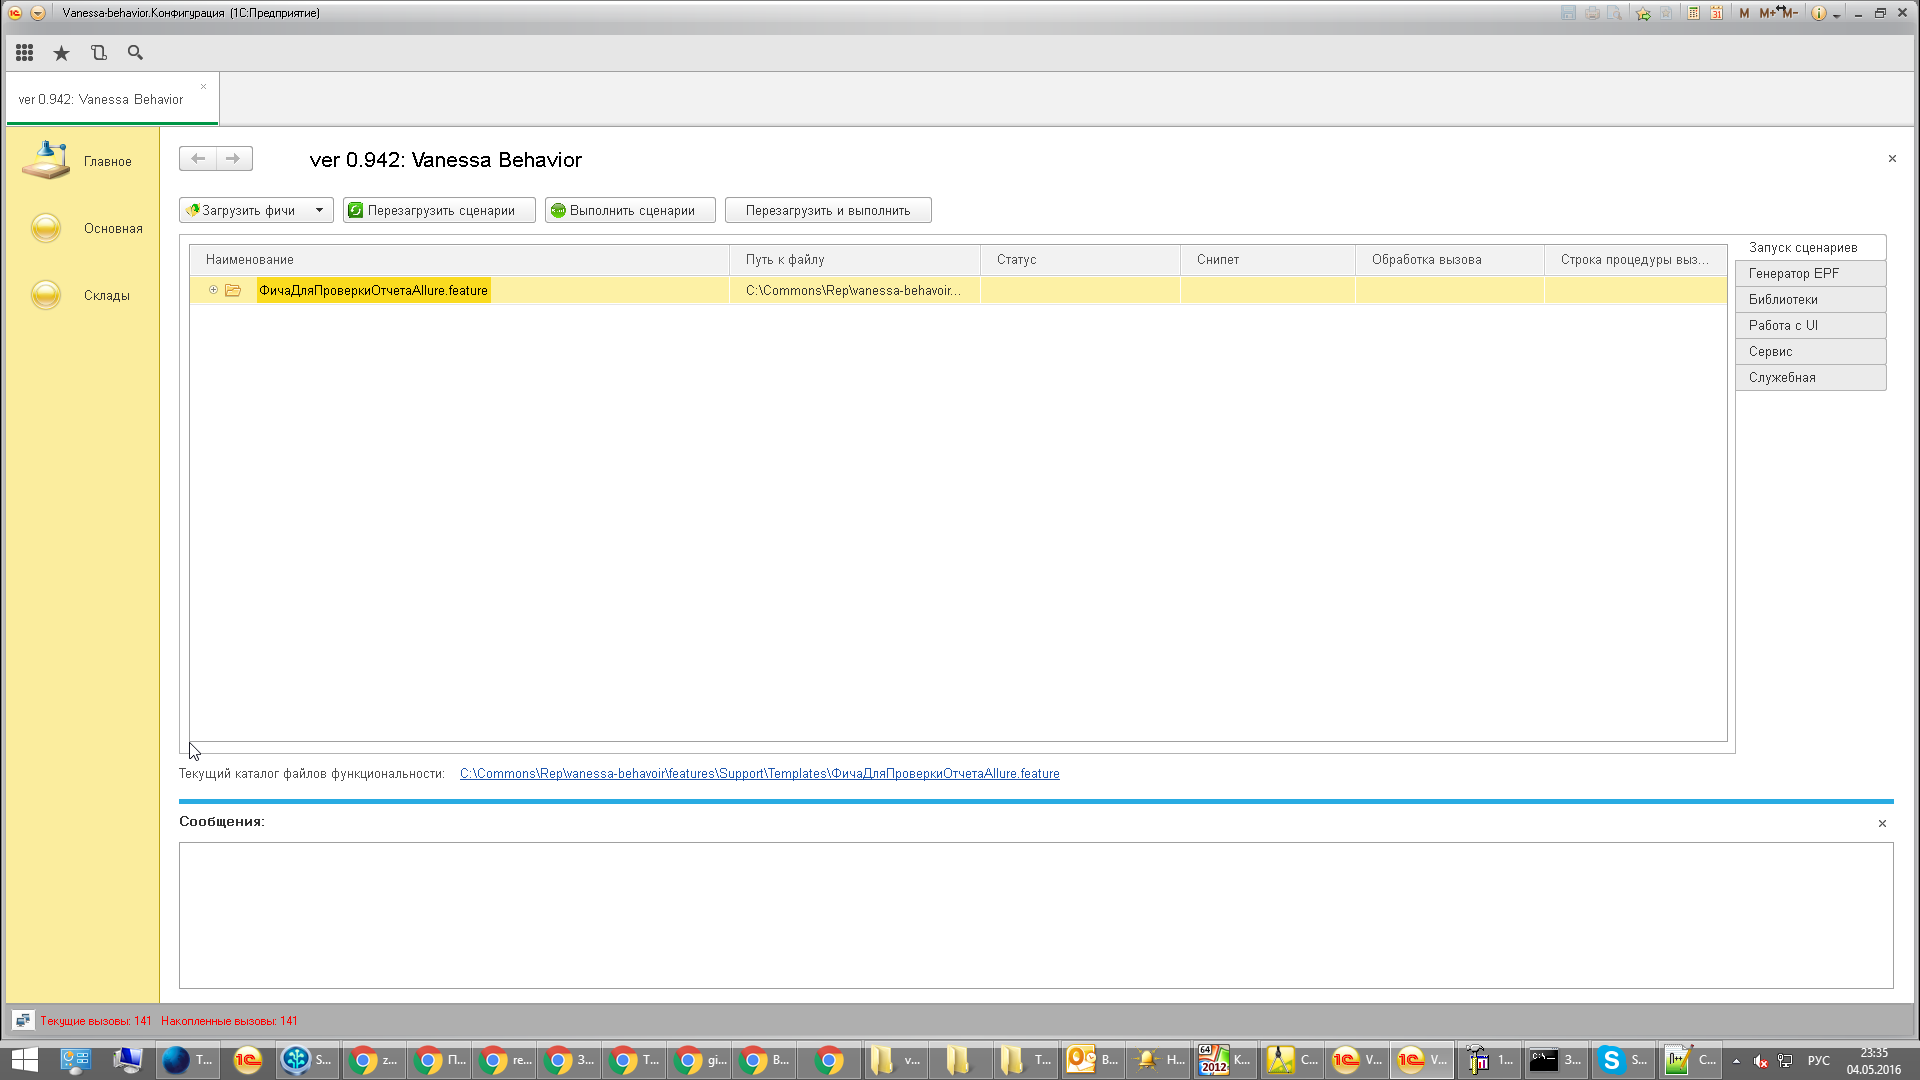 Vanessa-behavior.Конфигурация (1С:Предприятие)
M M+ M-
ver 0.942: Vanessa Behavior
Главное
Основная
Склады
ver 0.942: Vanessa Behavior
Загрузить фичи
Перезагрузить сценарии
Выполнить сценарии
Перезагрузить и выполнить
Наименование
Путь к файлу
Статус
Снипет
Обработка вызова
Строка процедуры выз...
ФичаДляПроверкиОтчетаAllure.feature
C:\Commons\Rep\vanessa-behavoir...
Запуск сценариев
Генератор EPF
Библиотеки
Работа с UI
Сервис
Служебная
Текущий каталог файлов функциональности:
C:\Commons\Rep\vanessa-behavoir\features\Support\Templates\ФичаДляПроверкиОтчетаAllure.feature
Сообщения:
Текущие вызовы: 141 Накопленные вызовы: 141
T... S... z... П... re... З... T... gi... B... v... T... B... Н... K... C... V... V... 1... З... S... C...
РУС
23:35
04.05.2016